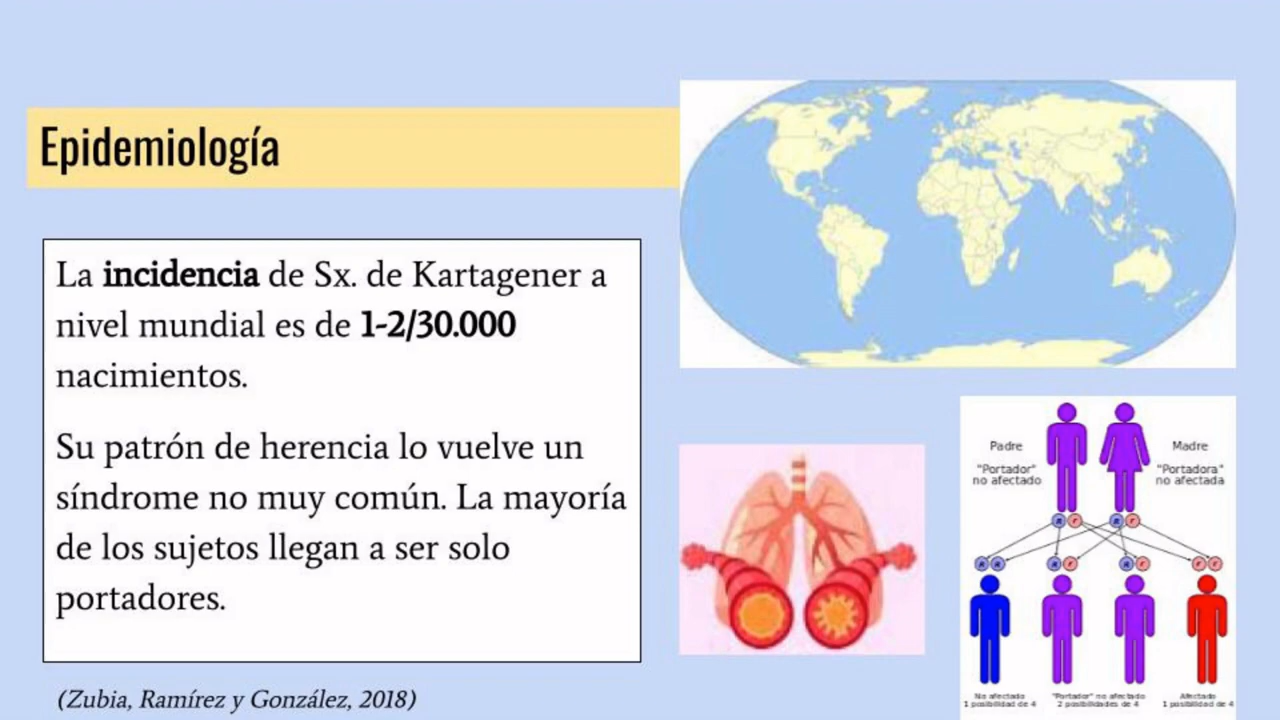 Epidemiología
La incidencia de Sx. de Kartagener a
nivel mundial es de 1-2/30.000
nacimientos.
Su patrón de herencia lo vuelve un
síndrome no muy común. La mayoría
de los sujetos llegan a ser solo
portadores.
(Zubia, Ramírez y González, 2018)
Padre
"Portador"
no afectado
Madre
"Portadora"
no afectada
R r R r
R R R r R r r r
No afectado
1 posibilidad de 4
"Portador" no afectado
2 posibilidades de 4
Afectado
1 posibilidad de 4